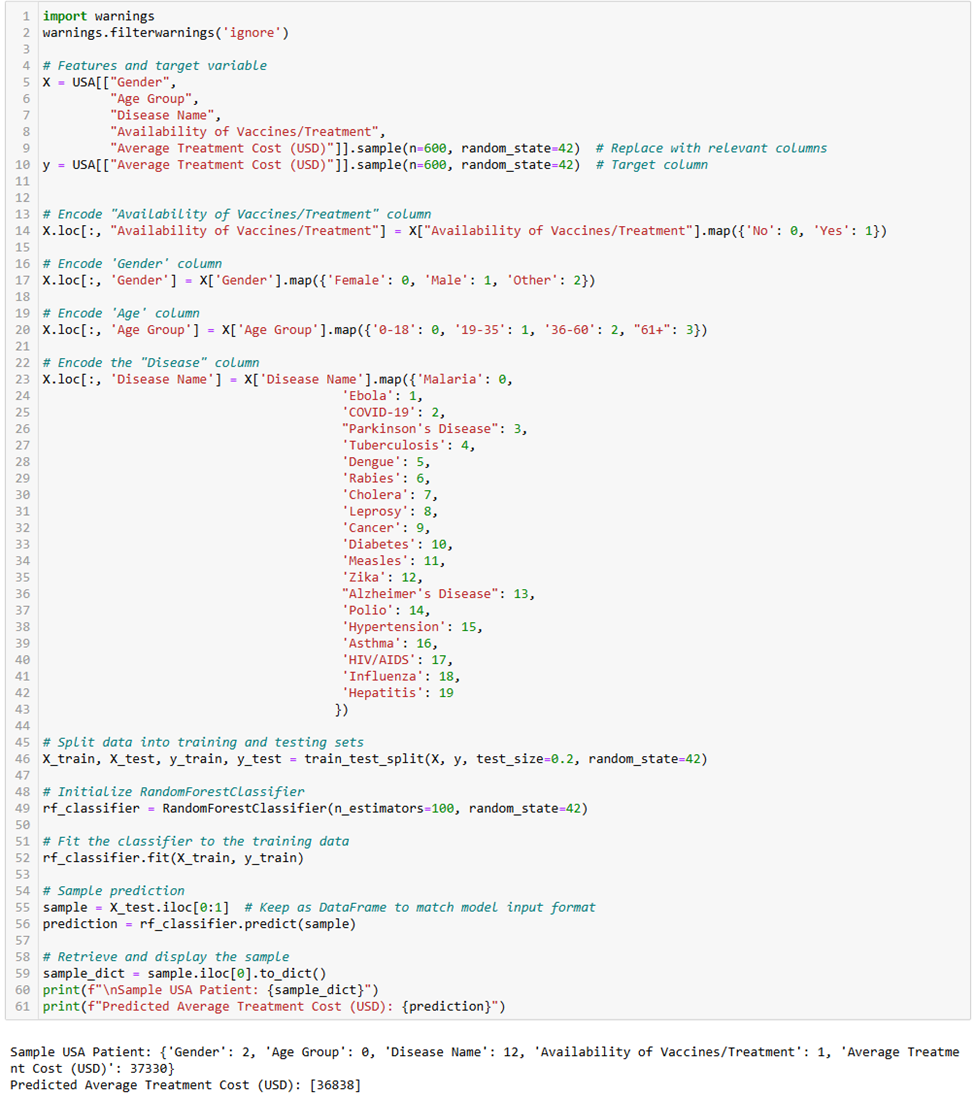 1 import warnings
2 warnings.filterwarnings('ignore')
3
4 # Features and target variable
5 X = USA[["Gender",
6 "Age Group",
7 "Disease Name",
8 "Availability of Vaccines/Treatment",
9 "Average Treatment Cost (USD)"]].sample(n=600, random_state=42)  # Replace with relevant columns
10 y = USA[["Average Treatment Cost (USD)"]].sample(n=600, random_state=42)  # Target column
11
12
13 # Encode "Availability of Vaccines/Treatment" column
14 X.loc[:, "Availability of Vaccines/Treatment"] = X["Availability of Vaccines/Treatment"].map({'No': 0, 'Yes': 1})
15
16 # Encode 'Gender' column
17 X.loc[:, 'Gender'] = X['Gender'].map({'Female': 0, 'Male': 1, 'Other': 2})
18
19 # Encode 'Age' column
20 X.loc[:, 'Age Group'] = X['Age Group'].map({'0-18': 0, '19-35': 1, '36-60': 2, "61+": 3})
21
22 # Encode the "Disease" column
23 X.loc[:, 'Disease Name'] = X['Disease Name'].map({'Malaria': 0,
24 'Ebola': 1,
25 'COVID-19': 2,
26 "Parkinson's Disease": 3,
27 'Tuberculosis': 4,
28 'Dengue': 5,
29 'Rabies': 6,
30 'Cholera': 7,
31 'Leprosy': 8,
32 'Cancer': 9,
33 'Diabetes': 10,
34 'Measles': 11,
35 'Zika': 12,
36 "Alzheimer's Disease": 13,
37 'Polio': 14,
38 'Hypertension': 15,
39 'Asthma': 16,
40 'HIV/AIDS': 17,
41 'Influenza': 18,
42 'Hepatitis': 19
43 })
44
45 # Split data into training and testing sets
46 X_train, X_test, y_train, y_test = train_test_split(X, y, test_size=0.2, random_state=42)
47
48 # Initialize RandomForestClassifier
49 rf_classifier = RandomForestClassifier(n_estimators=100, random_state=42)
50
51 # Fit the classifier to the training data
52 rf_classifier.fit(X_train, y_train)
53
54 # Sample prediction
55 sample = X_test.iloc[0:1]  # Keep as DataFrame to match model input format
56 prediction = rf_classifier.predict(sample)
57
58 # Retrieve and display the sample
59 sample_dict = sample.iloc[0].to_dict()
60 print(f"\nSample USA Patient: {sample_dict}")
61 print(f"Predicted Average Treatment Cost (USD): {prediction}")
Sample USA Patient: {'Gender': 2, 'Age Group': 0, 'Disease Name': 12, 'Availability of Vaccines/Treatment': 1, 'Average Treatme
nt Cost (USD)': 37330}
Predicted Average Treatment Cost (USD): [36838]